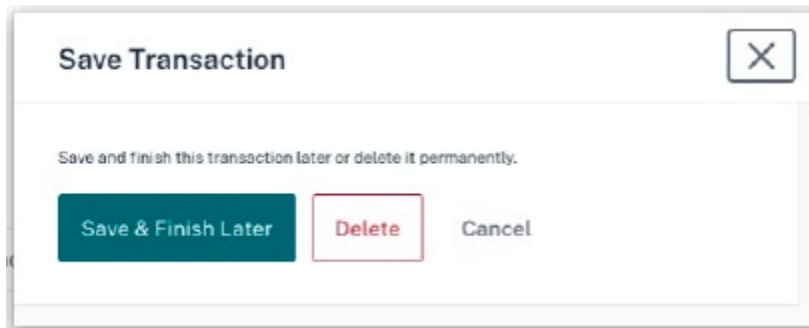 Save Transaction
Save and finish this transaction later or delete it permanently.
Save & Finish Later
Delete
Cancel